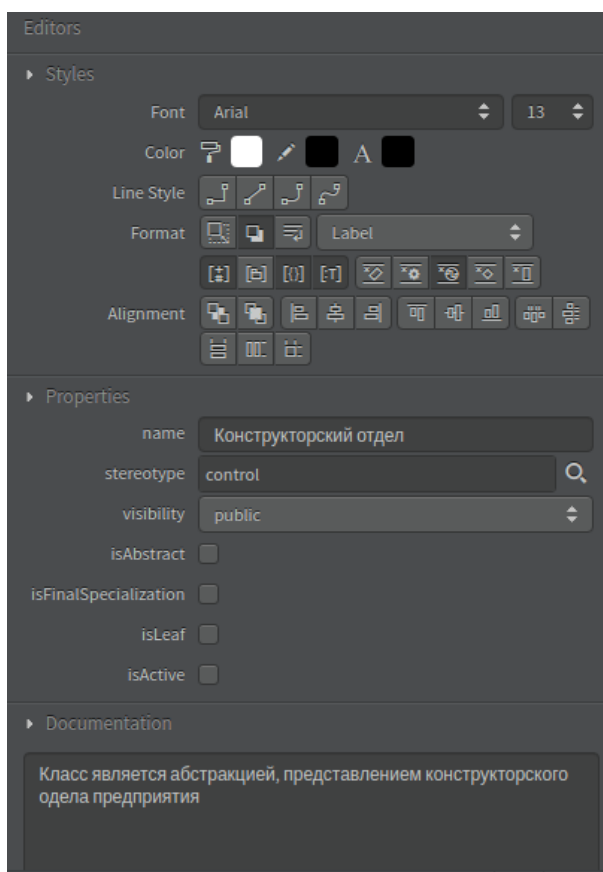 Editors
Styles
Font Arial 13
Color A
Line Style
Format Label
Alignment
Properties
name Конструкторский отдел
stereotype control
visibility public
isAbstract
isFinalSpecialization
isLeaf
isActive
Documentation
Класс является абстракцией, представлением конструкторского
одела предприятия